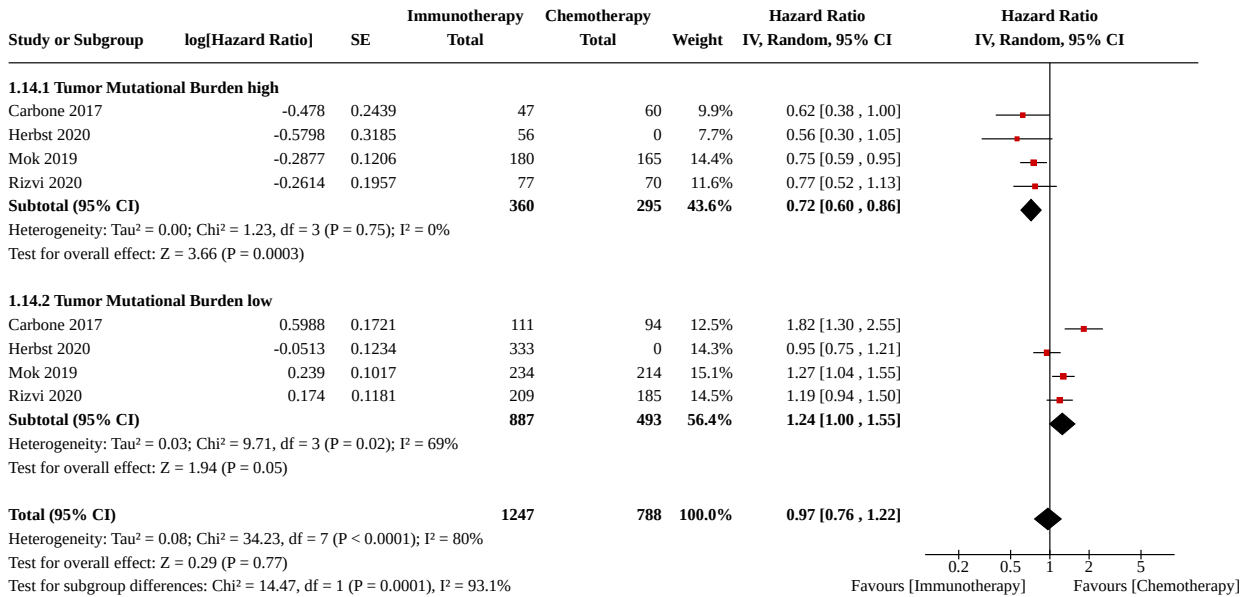 Immunotherapy Chemotherapy Hazard Ratio Hazard Ratio
Study or Subgroup log[Hazard Ratio] SE Total Total Weight IV, Random, 95% CI IV, Random, 95% CI
1.14.1 Tumor Mutational Burden high
Carbone 2017 -0.478 0.2439 47 60 9.9% 0.62 [0.38 , 1.00]
Herbst 2020 -0.5798 0.3185 56 0 7.7% 0.56 [0.30 , 1.05]
Mok 2019 -0.2877 0.1206 180 165 14.4% 0.75 [0.59 , 0.95]
Rizvi 2020 -0.2614 0.1957 77 70 11.6% 0.77 [0.52 , 1.13]
Subtotal (95% CI) 360 295 43.6% 0.72 [0.60 , 0.86]
Heterogeneity: Tau² = 0.00; Chi² = 1.23, df = 3 (P = 0.75); I² = 0%
Test for overall effect: Z = 3.66 (P = 0.0003)
1.14.2 Tumor Mutational Burden low
Carbone 2017 0.5988 0.1721 111 94 12.5% 1.82 [1.30 , 2.55]
Herbst 2020 -0.0513 0.1234 333 0 14.3% 0.95 [0.75 , 1.21]
Mok 2019 0.239 0.1017 234 214 15.1% 1.27 [1.04 , 1.55]
Rizvi 2020 0.174 0.1181 209 185 14.5% 1.19 [0.94 , 1.50]
Subtotal (95% CI) 887 493 56.4% 1.24 [1.00 , 1.55]
Heterogeneity: Tau² = 0.03; Chi² = 9.71, df = 3 (P = 0.02); I² = 69%
Test for overall effect: Z = 1.94 (P = 0.05)
Total (95% CI) 1247 788 100.0% 0.97 [0.76 , 1.22]
Heterogeneity: Tau² = 0.08; Chi² = 34.23, df = 7 (P < 0.0001); I² = 80%
Test for overall effect: Z = 0.29 (P = 0.77) 0.2 0.5 1 2 5
Test for subgroup differences: Chi² = 14.47, df = 1 (P = 0.0001), I² = 93.1% Favours [Immunotherapy] Favours [Chemotherapy]